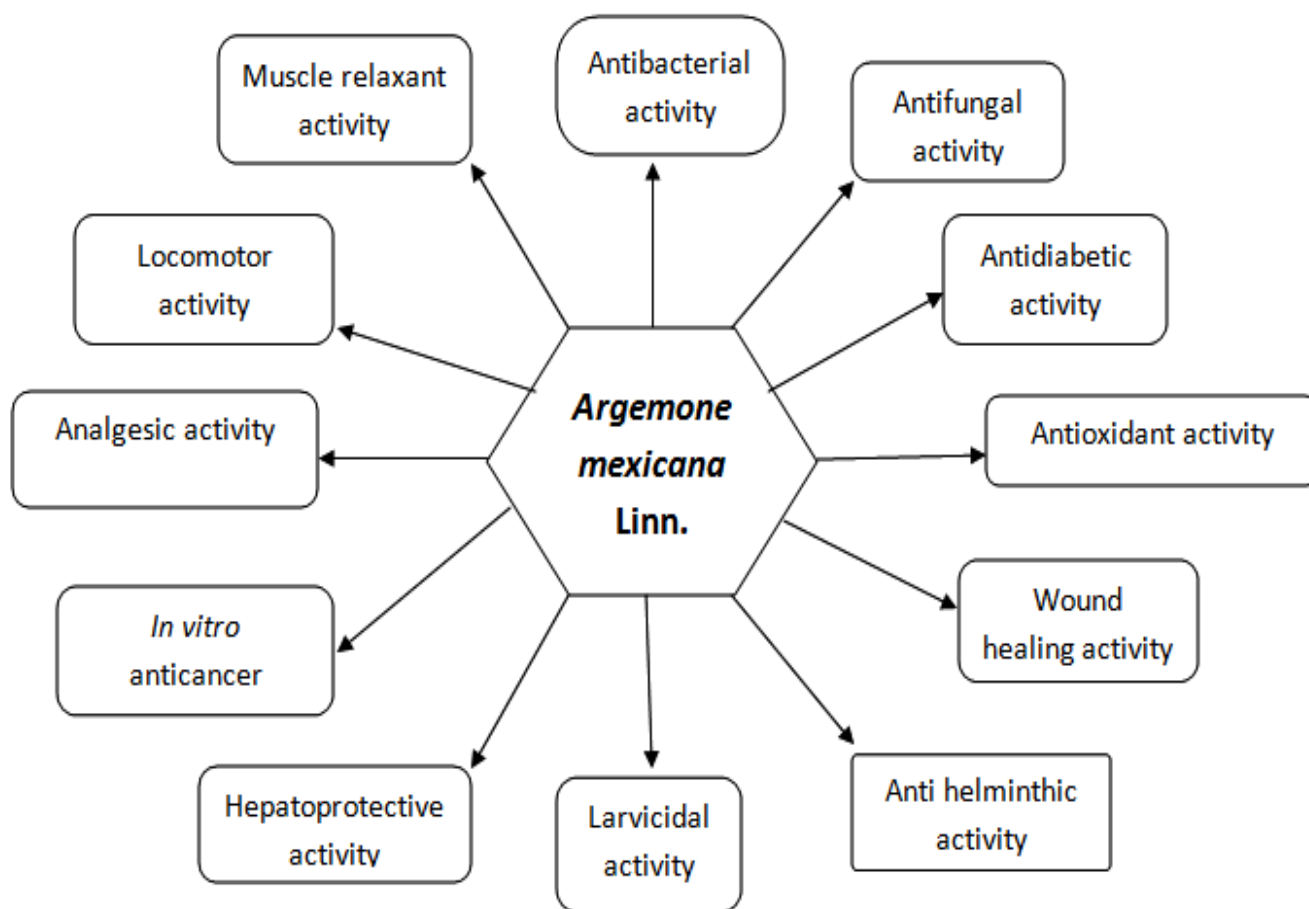 Muscle relaxant
activity
Antibacterial
activity
Antifungal
activity
Locomotor
activity
Antidiabetic
activity
Argemone
mexicana
Linn.
Analgesic activity
Antioxidant activity
In vitro
anticancer
Wound
healing activity
Hepatoprotective
activity
Larvicidal
activity
Anti helminthic
activity